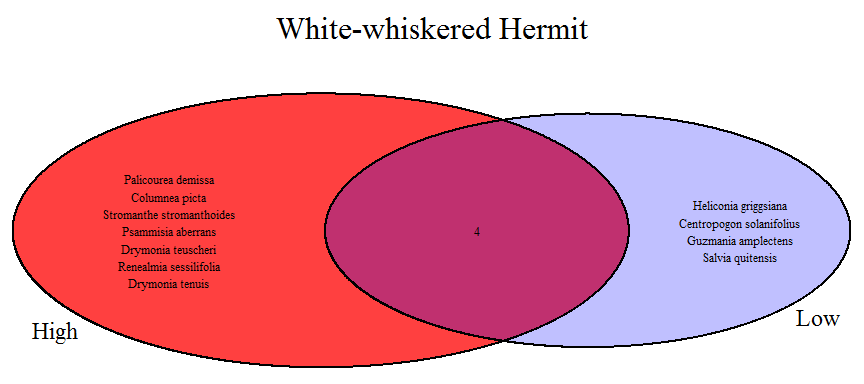 White-whiskered Hermit
Palicourea demissa
Columnea picta
Stromanthe stromanthoides
Psammisia aberrans
Drymonia teuscheri
Renealmia sessilifolia
Drymonia tenuis
4
Heliconia griggsiana
Centropogon solanifolius
Guzmania amplectens
Salvia quitensis
High
Low